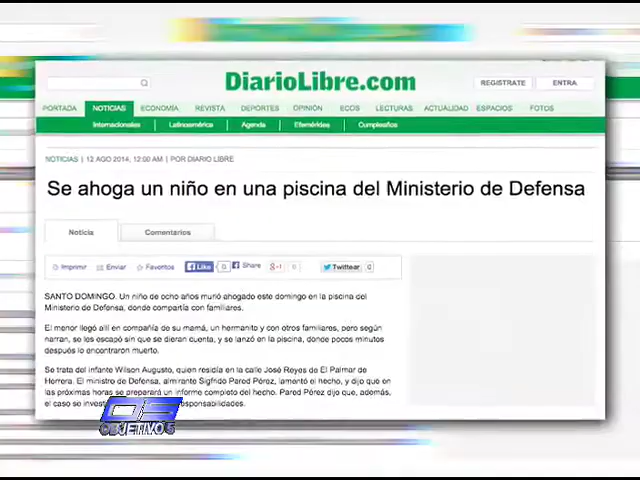 DiarioLibre.com
REGISTRATE
ENTRA
PORTADA NOTICIAS ECONOMÍA REVISTA DEPORTES OPINIÓN ECOS LECTURAS ACTUALIDAD ESPACIOS FOTOS
Internacionales Latinoamérica Agenda Efemérides Cumpleaños
NOTICIAS | 12 AGO 2014, 12:00 AM | POR DIARIO LIBRE
Se ahoga un niño en una piscina del Ministerio de Defensa
Noticia Comentarios
Imprimir Enviar Favoritos Like 0 Share g+1 0 Twittear 0
SANTO DOMINGO. Un niño de ocho años murió ahogado este domingo en la piscina del
Ministerio de Defensa, donde compartía con familiares.
El menor llegó allí en compañía de su mamá, un hermanito y con otros familiares, pero según
narran, se les escapó sin que se dieran cuenta, y se lanzó en la piscina, donde pocos minutos
después lo encontraron muerto.
Se trata del infante Wilson Augusto, quien residía en la calle José Reyes de El Palmar de
Herrera. El ministro de Defensa, almirante Sigfrido Pared Pérez, lamentó el hecho, y dijo que en
las próximas horas se preparará un informe completo del hecho. Pared Pérez dijo que, además,
el caso se investi responsabilidades.
OBJETIVO 5